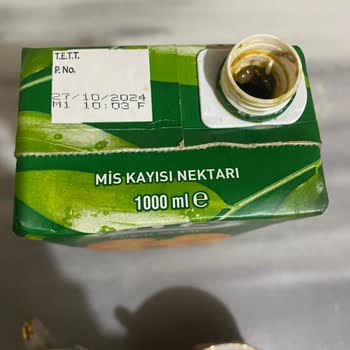 T.E.T.T.
P. No.
27/10/2024
M1 10:03 F
MİS KAYISI NEKTARI
1000 ml e